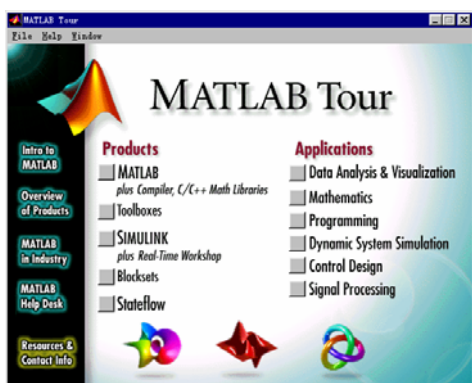 MATLAB Tour
File Help Window
MATLAB TOUR
Intro to
MATLAB
Overview
of Products
MATLAB
in Industry
MATLAB
Help Desk
Resources &
Contact Info
Products
MATLAB
plus Compiler, C/C++ Math Libraries
Toolboxes
SIMULINK
plus Real-Time Workshop
Blocksets
Stateflow
Applications
Data Analysis & Visualization
Mathematics
Programming
Dynamic System Simulation
Control Design
Signal Processing